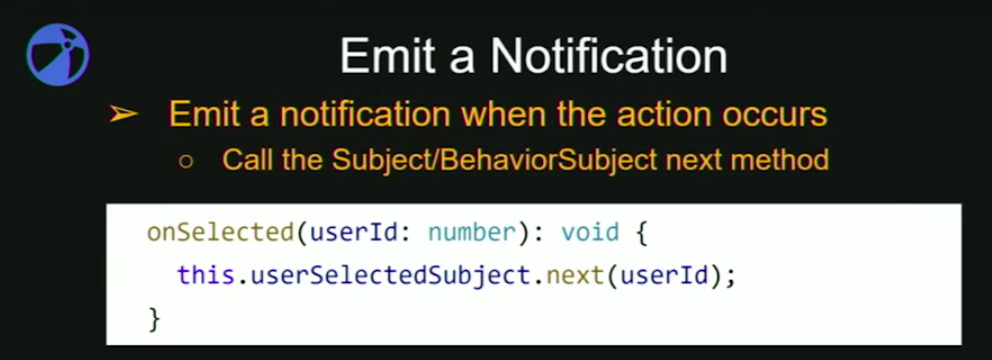 Emit a Notification
➢ Emit a notification when the action occurs
○ Call the Subject/BehaviorSubject next method
onSelected(userId: number): void {
this.userSelectedSubject.next(userId);
}